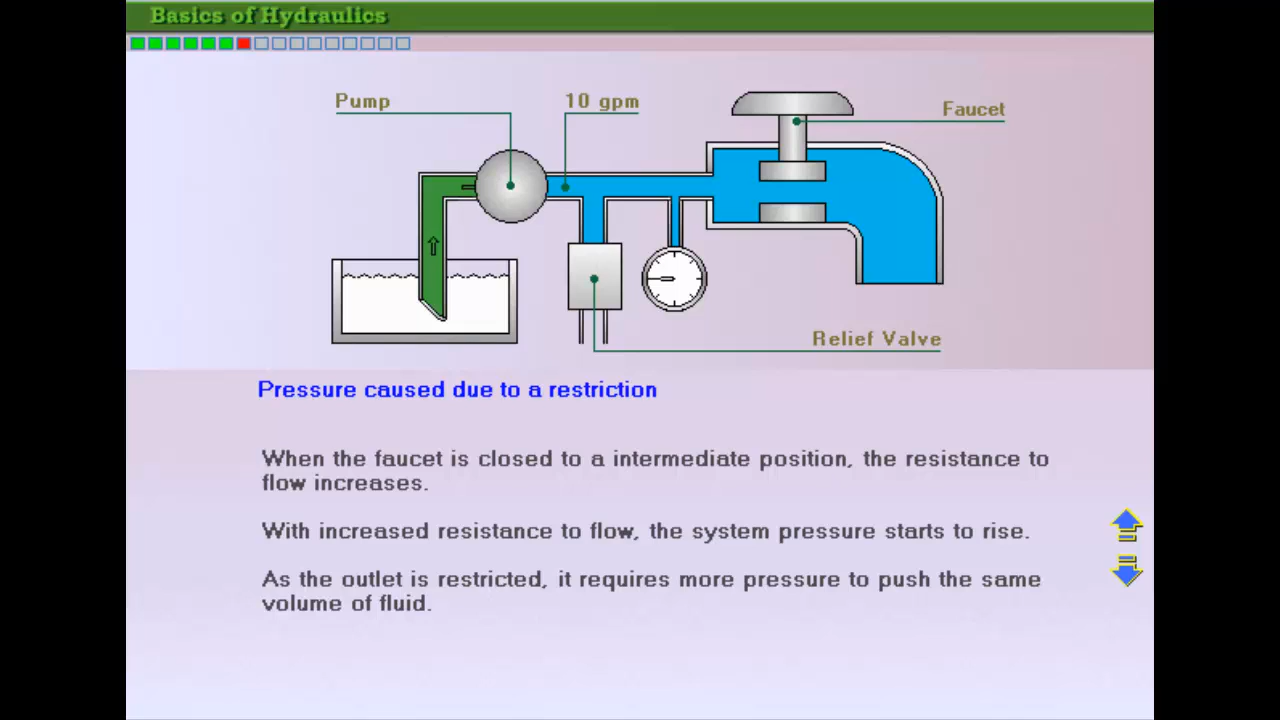 Basics of Hydraulics
Pump
10 gpm
Faucet
Relief Valve
Pressure caused due to a restriction
When the faucet is closed to a intermediate position, the resistance to
flow increases.
With increased resistance to flow, the system pressure starts to rise.
As the outlet is restricted, it requires more pressure to push the same
volume of fluid.